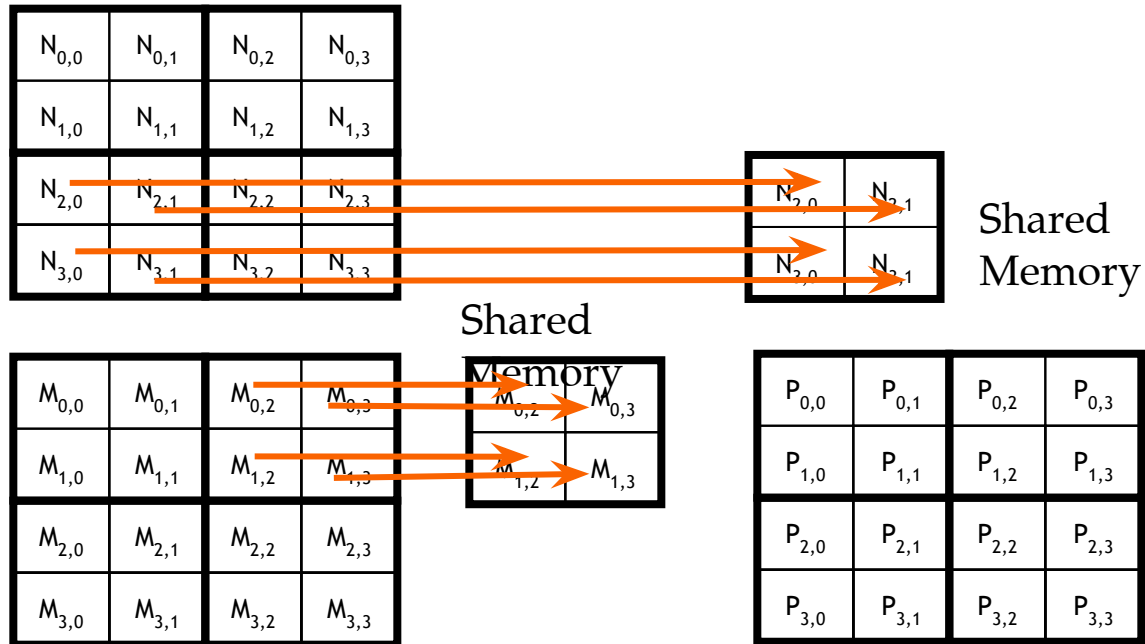 N0,0 N0,1 N0,2 N0,3
N1,0 N1,1 N1,2 N1,3
N2,0 N2,1 N2,2 N2,3
N3,0 N3,1 N3,2 N3,3
N2,0 N2,1
N3,0 N3,1
Shared
Memory
Shared
Memory
M0,0 M0,1 M0,2 M0,3
M1,0 M1,1 M1,2 M1,3
M2,0 M2,1 M2,2 M2,3
M3,0 M3,1 M3,2 M3,3
M0,2 M0,3
M1,2 M1,3
P0,0 P0,1 P0,2 P0,3
P1,0 P1,1 P1,2 P1,3
P2,0 P2,1 P2,2 P2,3
P3,0 P3,1 P3,2 P3,3